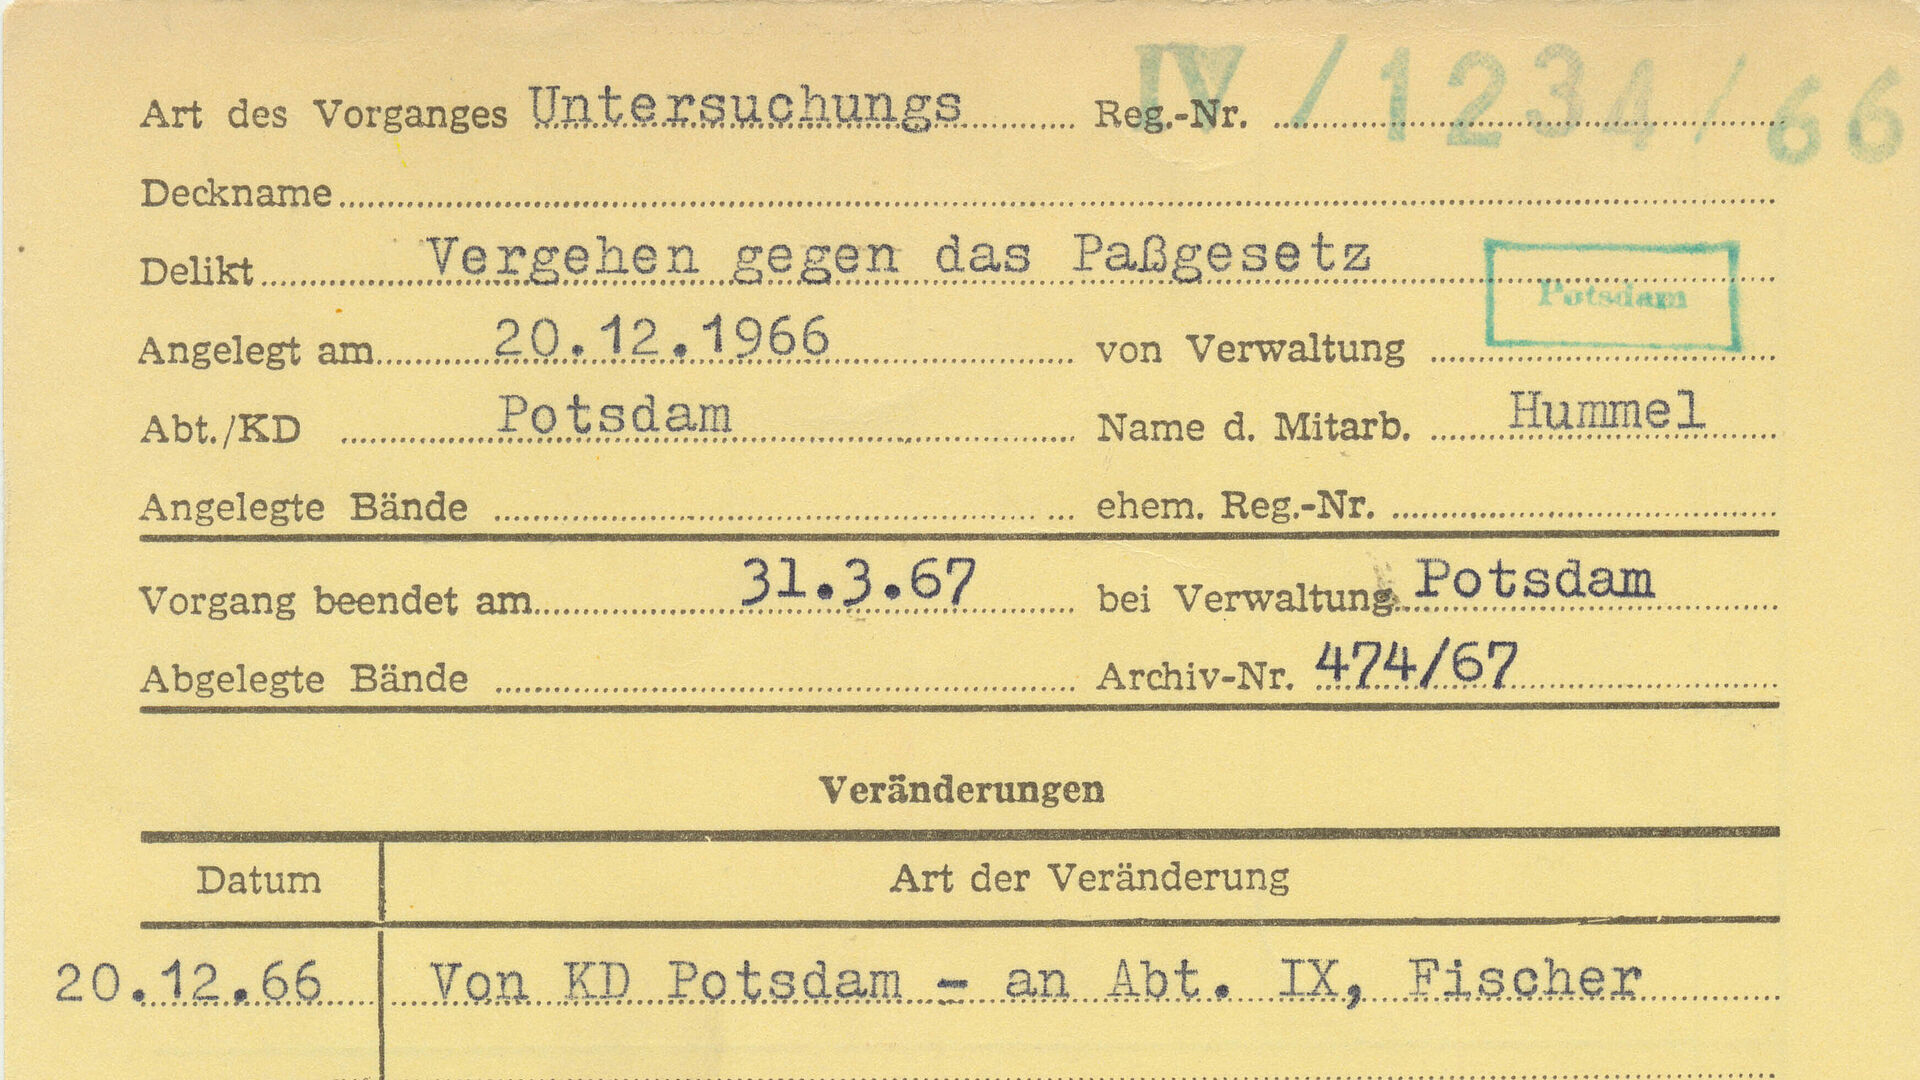 Art des Vorganges Untersuchungs Reg.-Nr. IV/1234/66
Deckname
Delikt Vergehen gegen das Paßgesetz
Potsdam
Angelegt am 20.12.1966 von Verwaltung
Abt./KD Potsdam Name d. Mitarb. Hummel
Angelegte Bände ehem. Reg.-Nr.
Vorgang beendet am 31.3.67 bei Verwaltung Potsdam
Abgelegte Bände Archiv-Nr. 474/67
Veränderungen
Datum Art der Veränderung
20.12.66 Von KD Potsdam - an Abt. IX, Fischer